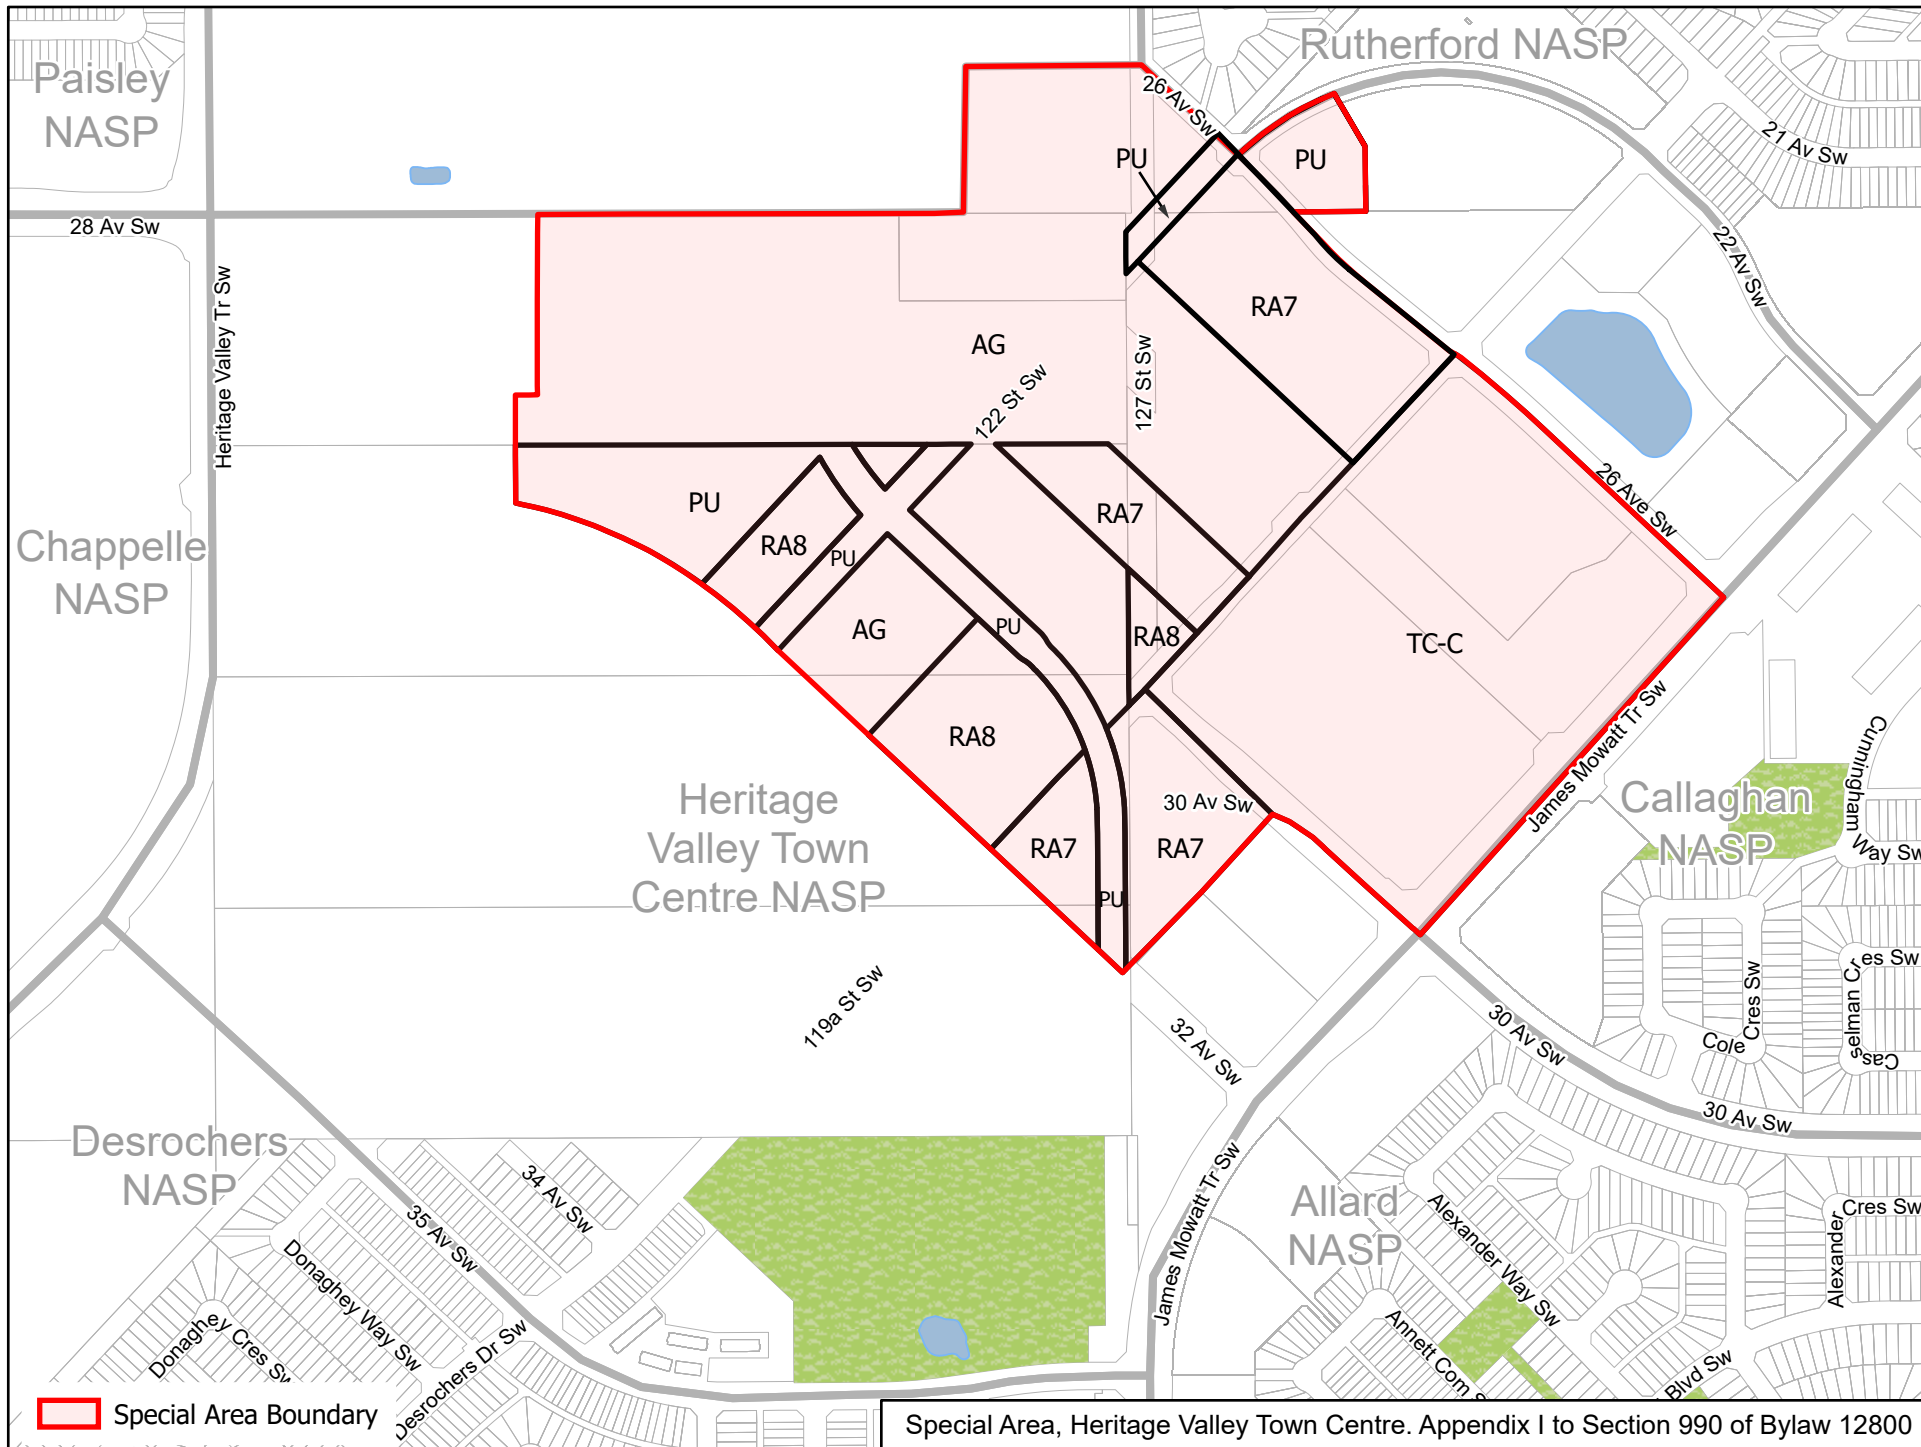 Rutherford NASP
Paisley
NASP
26 Av Sw
PU
PU
21 Av Sw
28 Av Sw
22 Av Sw
Heritage Valley Tr Sw
RA7
AG
127 St Sw
122 St Sw
PU
RA7
26 Ave Sw
Chappelle
NASP
RA8
PU
AG
PU
RA8
TC-C
RA8
James Mowatt Tr Sw
Cunningham
Way Sw
Heritage
Valley Town
Centre NASP
30 Av Sw
Callaghan
NASP
RA7
RA7
PU
119a St Sw
32 Av Sw
30 Av Sw
Cole
Cres Sw
Casselman Cres Sw
30 Av Sw
Desrochers
NASP
34 Av Sw
35 Av Sw
James Mowatt Tr Sw
Allard
NASP
Alexander Way Sw
Alexander
Cres Sw
Donaghey Way Sw
Donaghey Cres Sw
Desrochers Dr Sw
Annett Com S
Blvd Sw
Special Area Boundary
Special Area, Heritage Valley Town Centre. Appendix I to Section 990 of Bylaw 12800